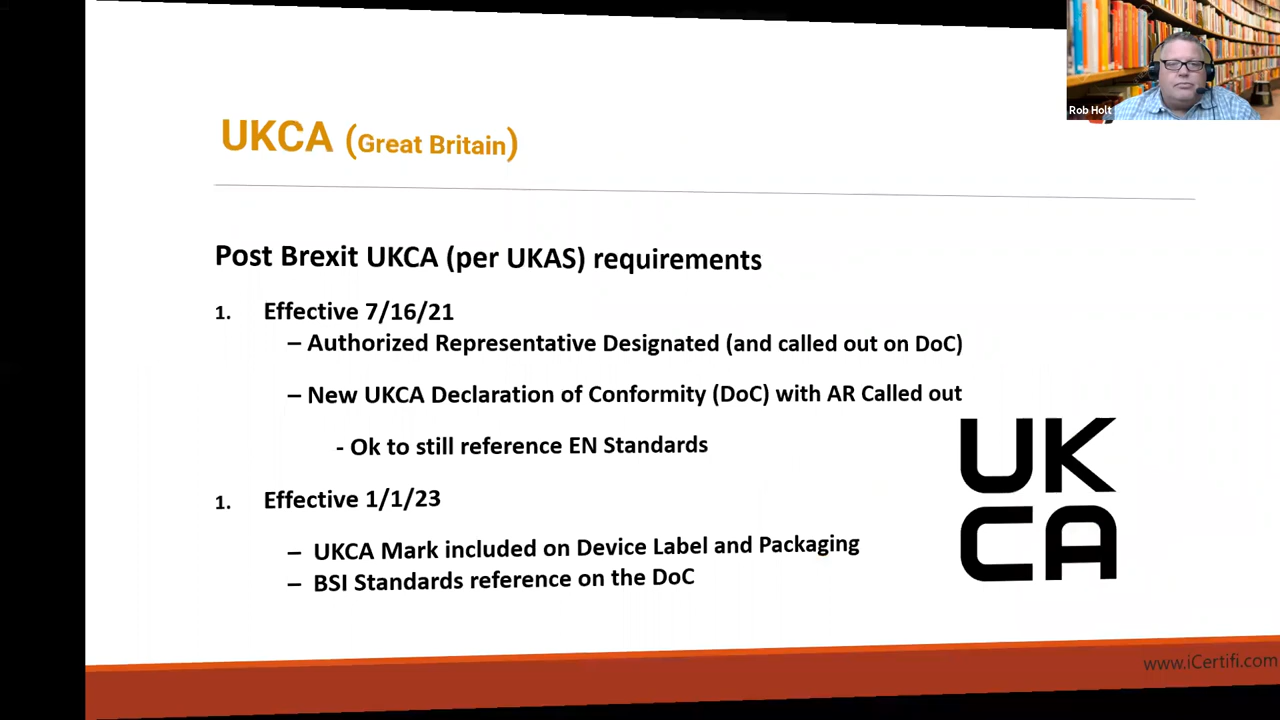 Rob Holt
UKCA (Great Britain)
Post Brexit UKCA (per UKAS) requirements
1. Effective 7/16/21
– Authorized Representative Designated (and called out on DoC)
– New UKCA Declaration of Conformity (DoC) with AR Called out
- Ok to still reference EN Standards
1. Effective 1/1/23
– UKCA Mark included on Device Label and Packaging
– BSI Standards reference on the DoC
UK
CA
www.iCertifi.com